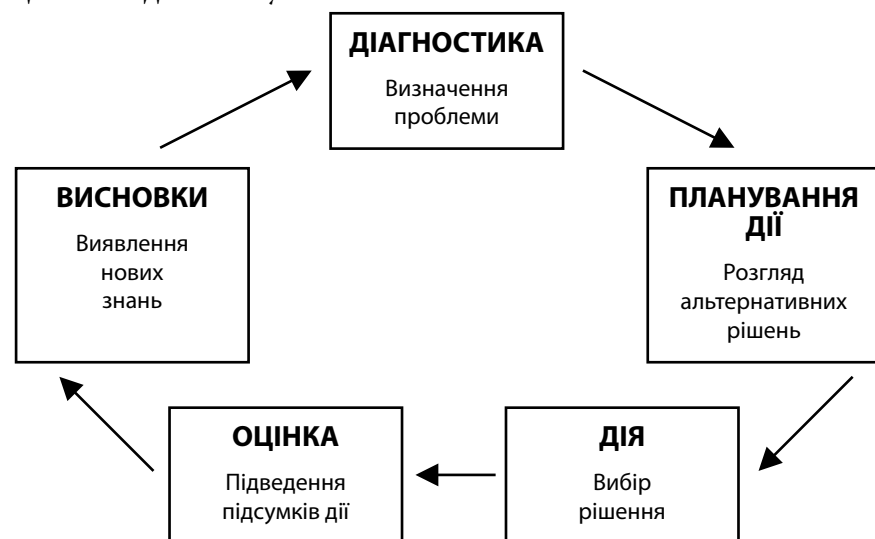 ДІАГНОСТИКА
Визначення
проблеми
ПЛАНУВАННЯ
ДІЇ
Розгляд
альтернативних
рішень
ДІЯ
Вибір
рішення
ОЦІНКА
Підведення
підсумків дії
ВИСНОВКИ
Виявлення
нових
знань